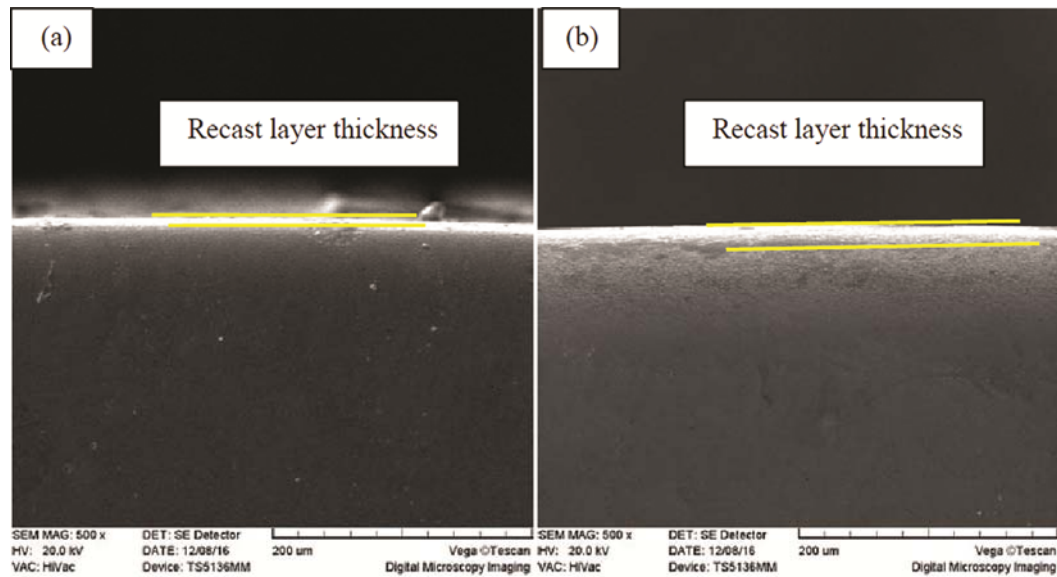 (a)
Recast layer thickness
SEM MAG: 500 x DET: SE Detector
HV: 20.0 kV DATE: 12/08/16 200 um Vega ©Tescan
VAC: HiVac Device: TS5136MM Digital Microscopy Imaging
(b)
Recast layer thickness
SEM MAG: 500 x DET: SE Detector
HV: 20.0 kV DATE: 12/08/16 200 um Vega ©Tescan
VAC: HiVac Device: TS5136MM Digital Microscopy Imaging